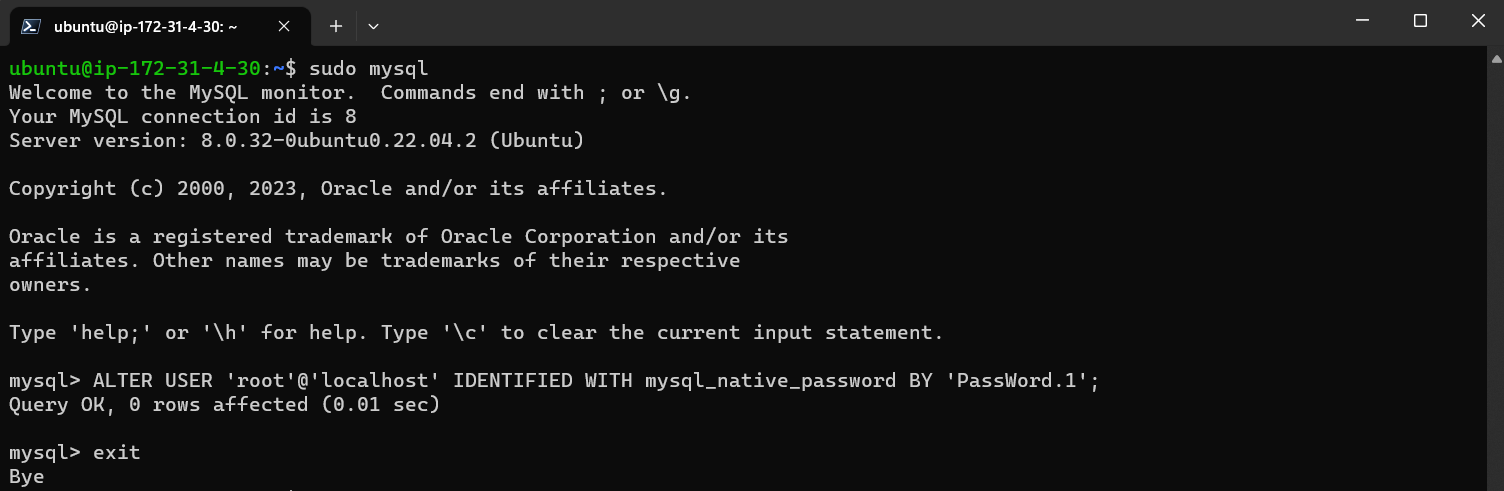 ubuntu@ip-172-31-4-30: ~
ubuntu@ip-172-31-4-30:~$ sudo mysql
Welcome to the MySQL monitor.  Commands end with ; or \g.
Your MySQL connection id is 8
Server version: 8.0.32-0ubuntu0.22.04.2 (Ubuntu)
Copyright (c) 2000, 2023, Oracle and/or its affiliates.
Oracle is a registered trademark of Oracle Corporation and/or its
affiliates. Other names may be trademarks of their respective
owners.
Type 'help;' or '\h' for help. Type '\c' to clear the current input statement.
mysql> ALTER USER 'root'@'localhost' IDENTIFIED WITH mysql_native_password BY 'PassWord.1';
Query OK, 0 rows affected (0.01 sec)
mysql> exit
Bye